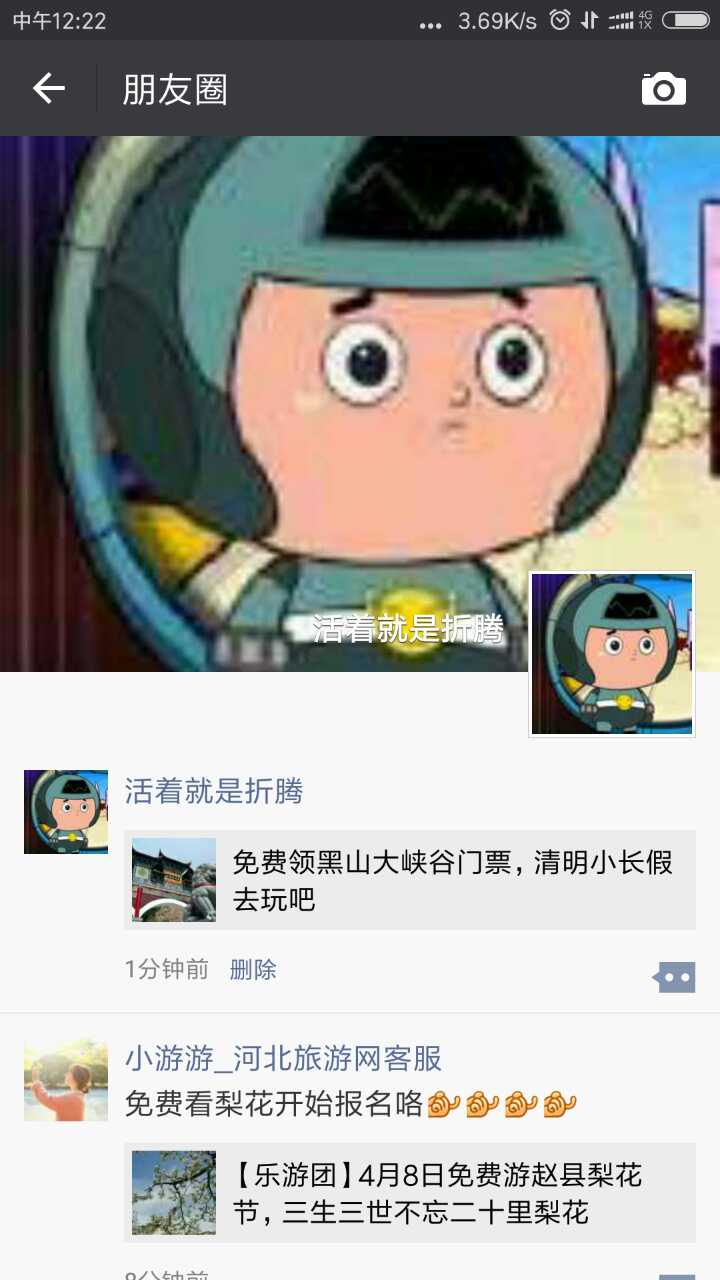 中午12:22
... 3.69K/s 4G 1X
朋友圈
活着就是折腾
活着就是折腾
免费领黑山大峡谷门票，清明小长假
去玩吧
1分钟前 删除
小游游_河北旅游网客服
免费看梨花开始报名咯
【乐游团】4月8日免费游赵县梨花
节，三生三世不忘二十里梨花
8分钟前